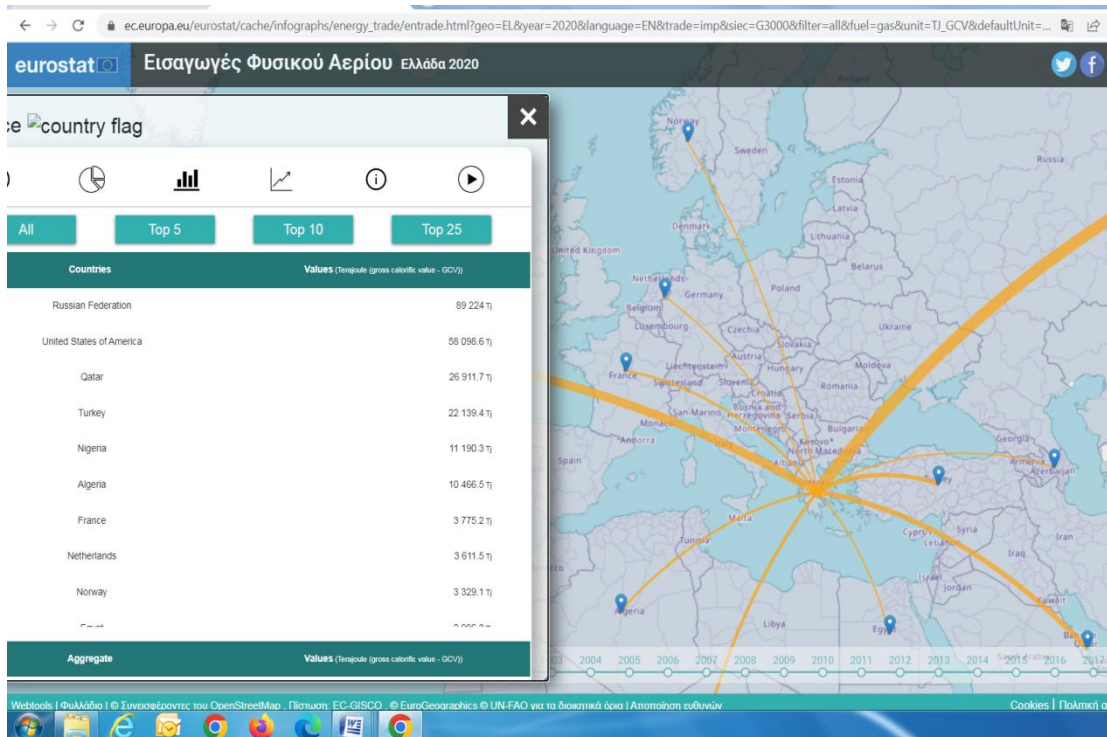 ec.europa.eu/eurostat/cache/infographs/energy_trade/entrade.html?geo=EL&year=2020&language=EN&trade=imp&siec=G3000&filter=all&fuel=gas&unit=TJ_GCV&defaultUnit=...
eurostat Εισαγωγές Φυσικού Αερίου Ελλάδα 2020
ce country flag
All Top 5 Top 10 Top 25
Countries Values (Terajoule (gross calorific value - GCV))
Russian Federation 89 224 Tj
United States of America 58 098.6 Tj
Qatar 26 911.7 Tj
Turkey 22 139.4 Tj
Nigeria 11 190.3 Tj
Algeria 10 466.5 Tj
France 3 775.2 Tj
Netherlands 3 611.5 Tj
Norway 3 329.1 Tj
Aggregate Values (Terajoule (gross calorific value - GCV))
Finland
Norway
Sweden
Russia
Estonia
Latvia
Denmark
Lithuania
United Kingdom
Belarus
Netherlands
Poland
Germany
Belgium
Luxembourg
Czechia
Ukraine
Slovakia
Austria
Liechtenstein
Hungary
Moldova
France
Switzerland
Slovenia
Romania
Croatia
Bosnia and
Herzegovina
Serbia
San Marino
Monaco
Montenegro
Bulgaria
Andorra
Italy
Kosovo*
North Macedonia
Georgia
Spain
Albania
Armenia
Azerbaijan
Greece
Turkey
Malta
Cyprus
Syria
Tunisia
Lebanon
Iran
Iraq
Israel
Jordan
Kuwait
Algeria
Libya
Egypt
Bahrain
Qatar
Saudi Arabia
2004 2005 2006 2007 2008 2009 2010 2011 2012 2013 2014 2015 2016 2017
Webtools | Φυλλάδιο | © Συνεισφέροντες του OpenStreetMap , Πίστωση: EC-GISCO , © EuroGeographics © UN-FAO για τα διοικητικά όρια | Αποποίηση ευθυνών Cookies | Πολιτική